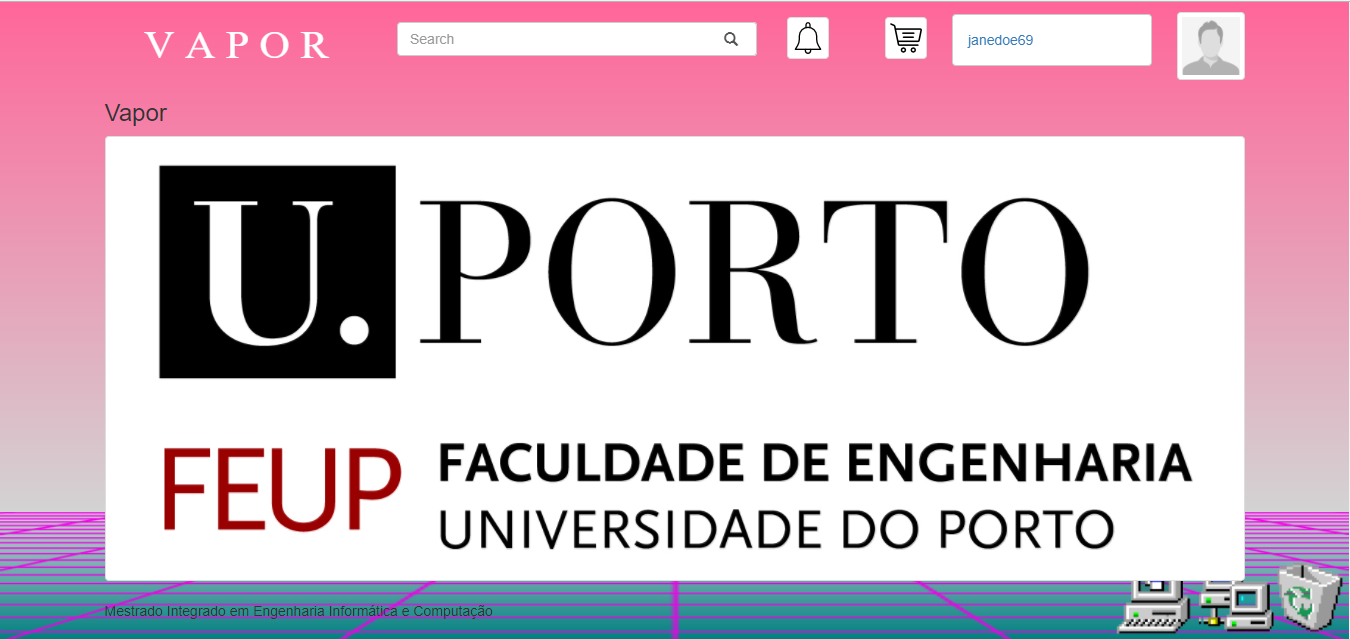 VAPOR
Search
janedoe69
Vapor
U. PORTO
FEUP FACULDADE DE ENGENHARIA
UNIVERSIDADE DO PORTO
Mestrado Integrado em Engenharia Informática e Computação